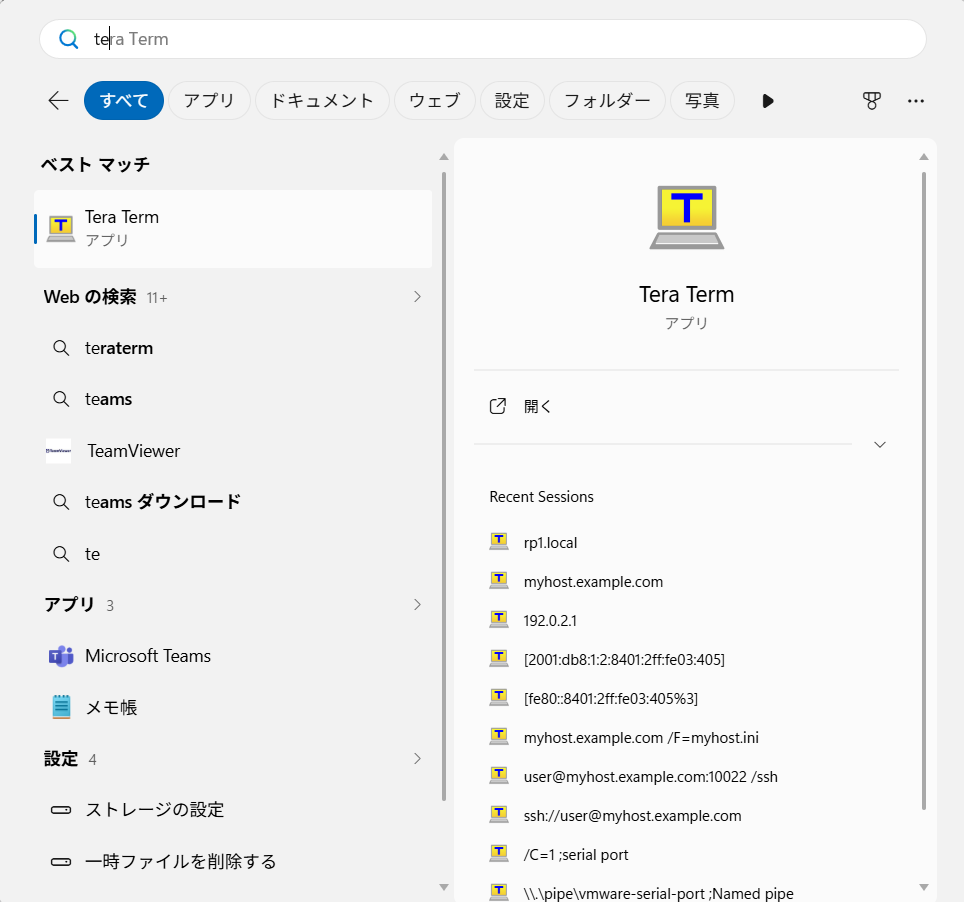 tera Term
すべて アプリ ドキュメント ウェブ 設定 フォルダー 写真
ベスト マッチ
Tera Term
アプリ
Web の検索 11+
teraterm
teams
TeamViewer
teams ダウンロード
te
アプリ 3
Microsoft Teams
メモ帳
設定 4
ストレージの設定
一時ファイルを削除する
T
Tera Term
アプリ
開く
Recent Sessions
rp1.local
myhost.example.com
192.0.2.1
[2001:db8:1:2:8401:2ff:fe03:405]
[fe80::8401:2ff:fe03:405%3]
myhost.example.com /F=myhost.ini
user@myhost.example.com:10022 /ssh
ssh://user@myhost.example.com
/C=1 ;serial port
\\.\pipe\vmware-serial-port ;Named pipe